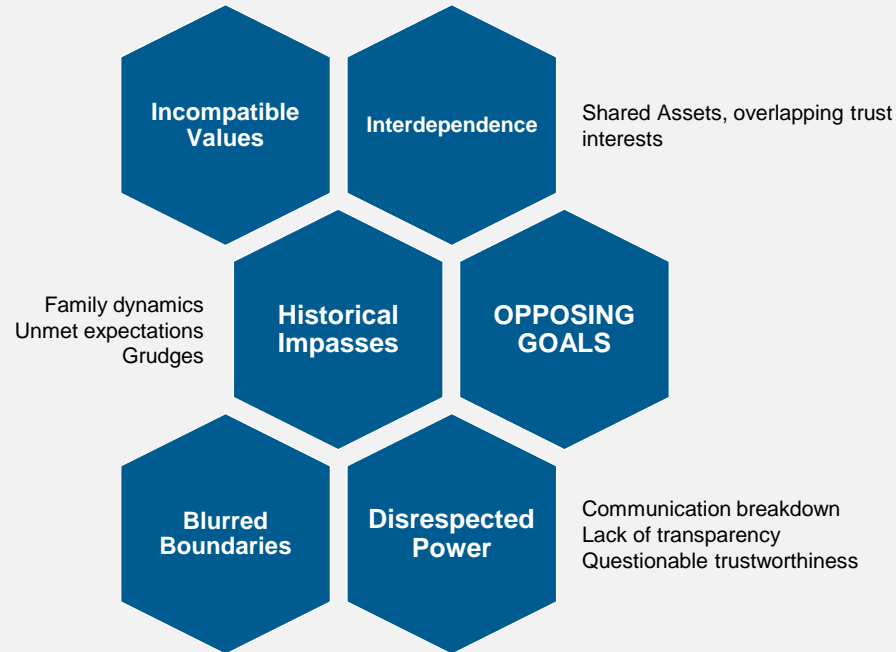 Incompatible
Values
Interdependence
Shared Assets, overlapping trust
interests
Family dynamics
Unmet expectations
Grudges
Historical
Impasses
OPPOSING
GOALS
Blurred
Boundaries
Disrespected
Power
Communication breakdown
Lack of transparency
Questionable trustworthiness